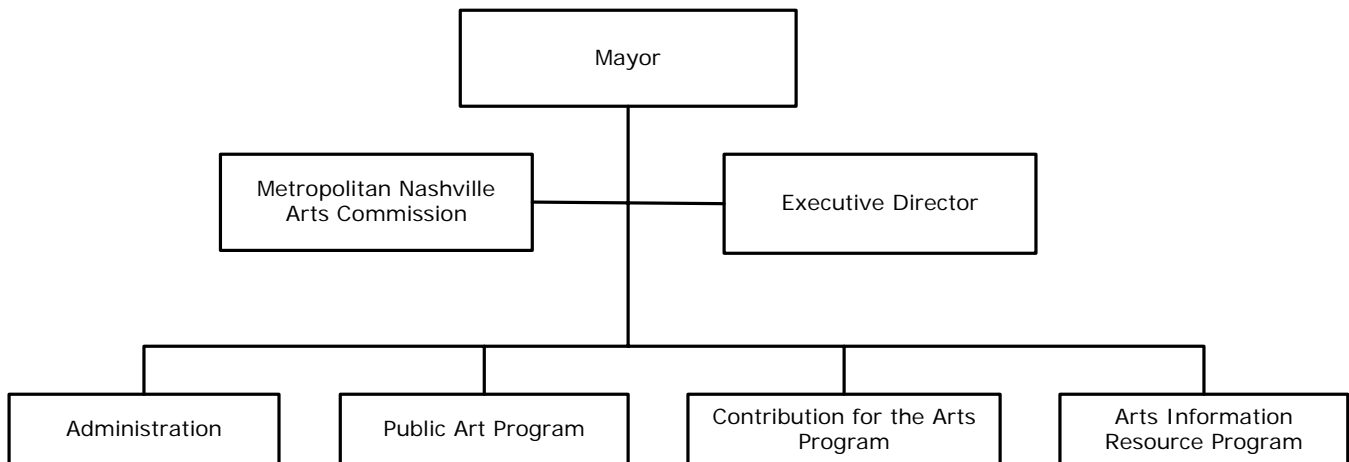 Mayor
Metropolitan Nashville
Arts Commission
Executive Director
Administration
Public Art Program
Contribution for the Arts
Program
Arts Information
Resource Program